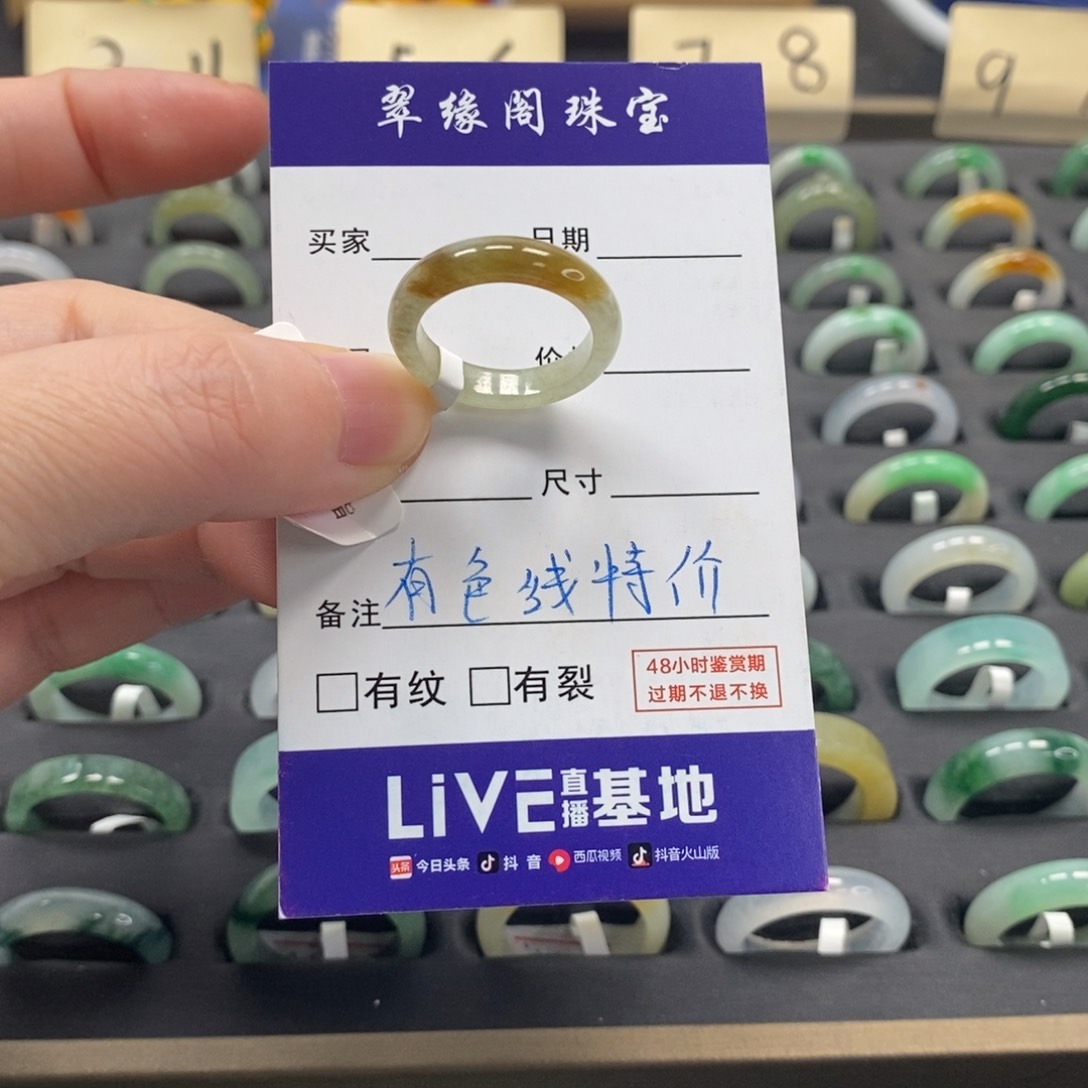 5 6
7 8
9
翠缘阁珠宝
买家 日期
价
尺寸
备注 有色线特价
有纹 有裂
48小时鉴赏期
过期不退不换
LiVE直播基地
头条 今日头条 抖音 西瓜视频 抖音火山版